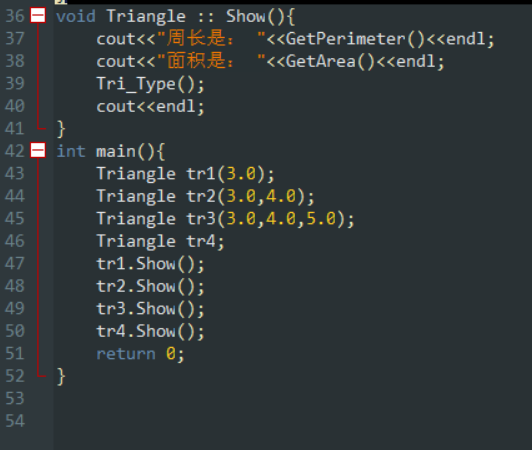 36 void Triangle :: Show(){
37 cout<<"周长是： "<<GetPerimeter()<<endl;
38 cout<<"面积是： "<<GetArea()<<endl;
39 Tri_Type();
40 cout<<endl;
41 }
42 int main(){
43 Triangle tr1(3.0);
44 Triangle tr2(3.0,4.0);
45 Triangle tr3(3.0,4.0,5.0);
46 Triangle tr4;
47 tr1.Show();
48 tr2.Show();
49 tr3.Show();
50 tr4.Show();
51 return 0;
52 }
53
54